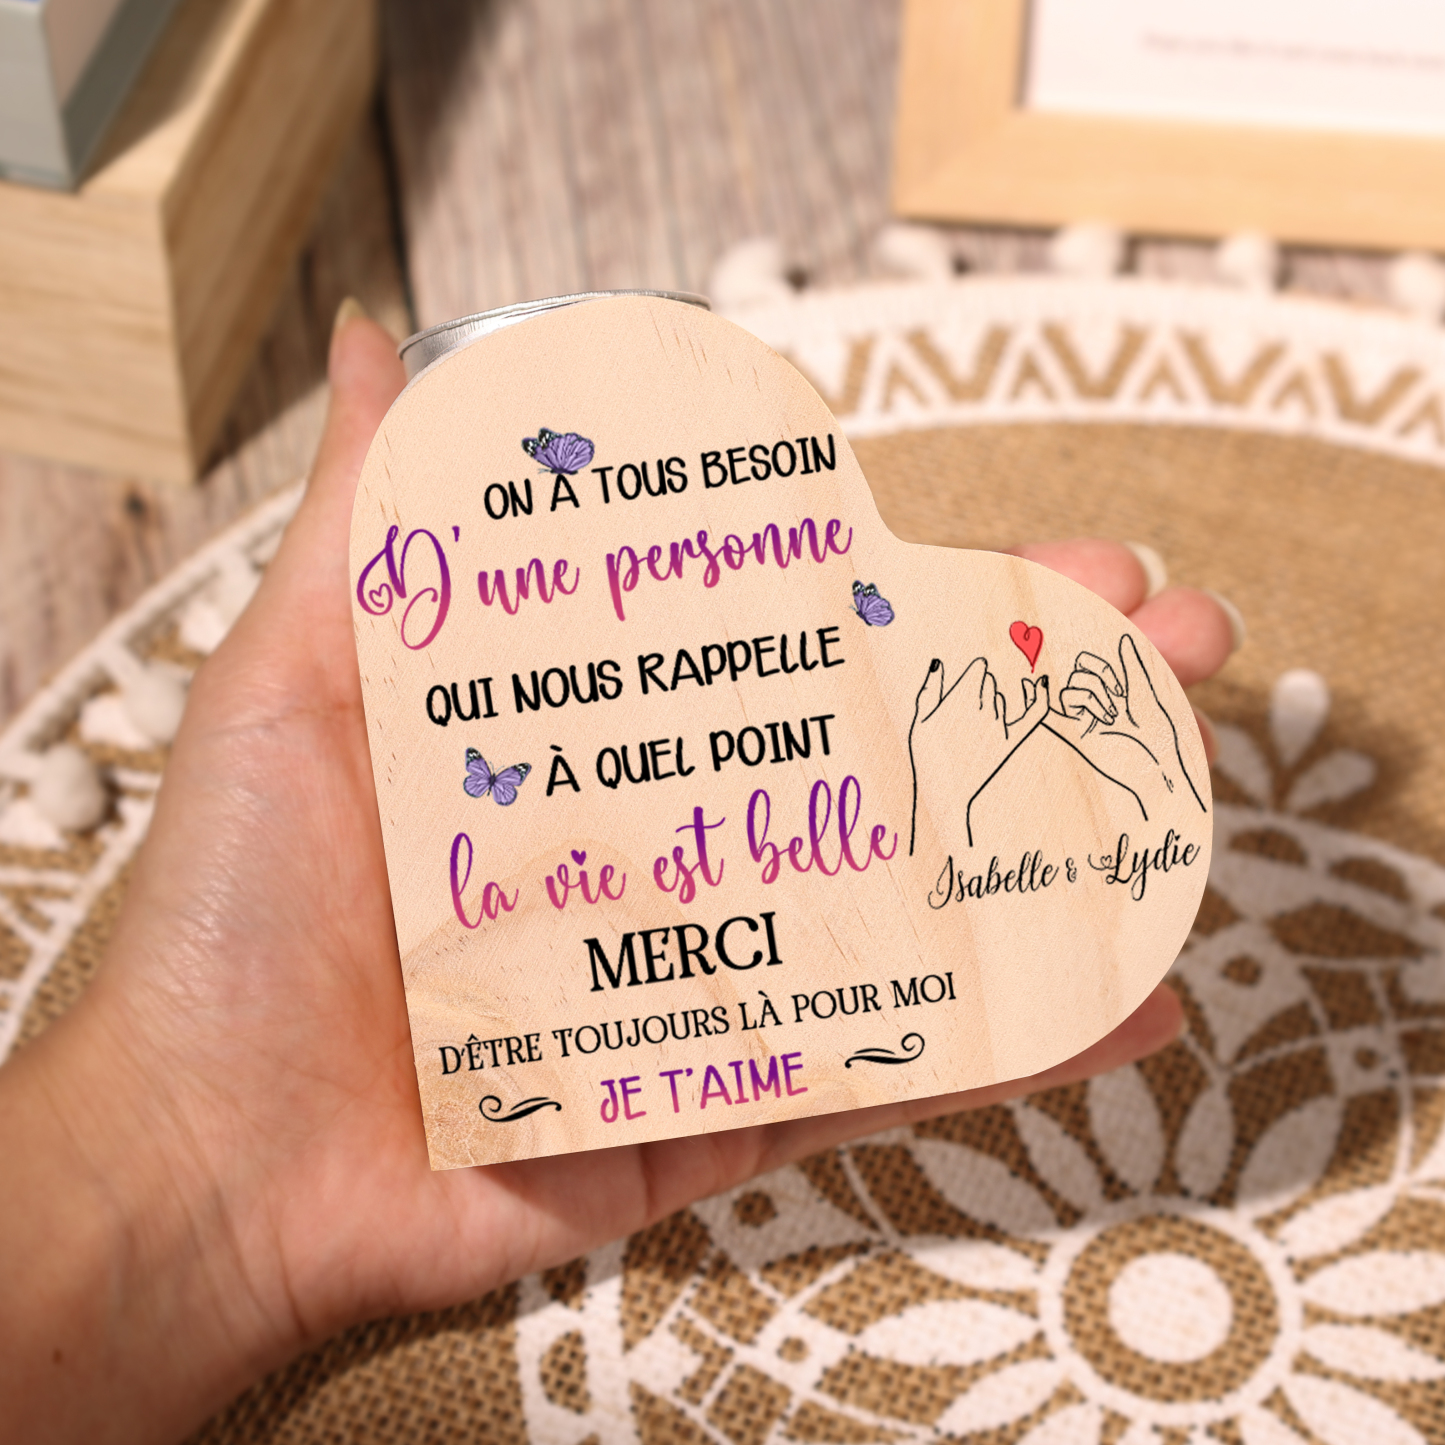 ON A TOUS BESOIN
D'une personne
QUI NOUS RAPPELLE
À QUEL POINT
la vie est belle
MERCI
D'ÊTRE TOUJOURS LÀ POUR MOI
JE T'AIME
Isabelle & Lydie